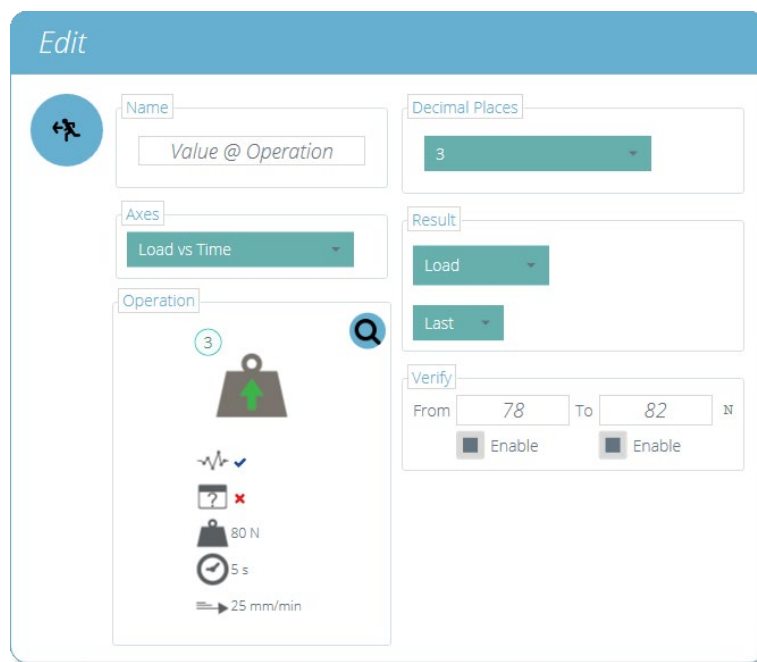 Edit
Name
Value @ Operation
Decimal Places
3
Axes
Load vs Time
Result
Load
Last
Operation
3
?
80 N
5 s
25 mm/min
Verify
From 78 To 82 N
Enable Enable